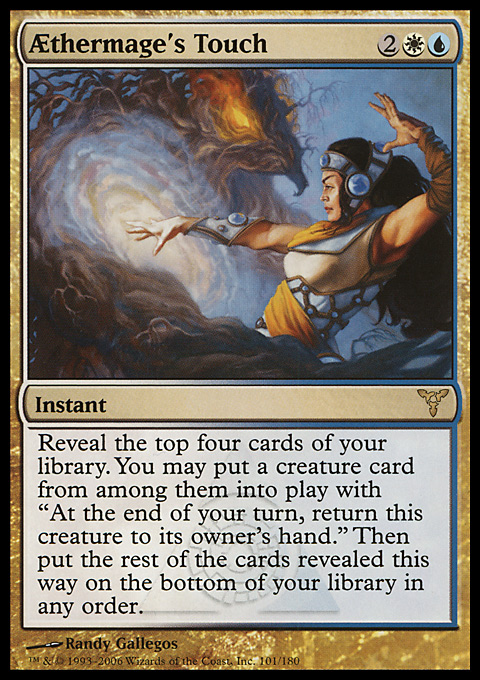 Æthermage's Touch 2
Instant
Reveal the top four cards of your
library. You may put a creature card
from among them into play with
“At the end of your turn, return this
creature to its owner's hand.” Then
put the rest of the cards revealed this
way on the bottom of your library in
any order.
Randy Gallegos
™ & © 1993–2006 Wizards of the Coast, Inc. 101/180